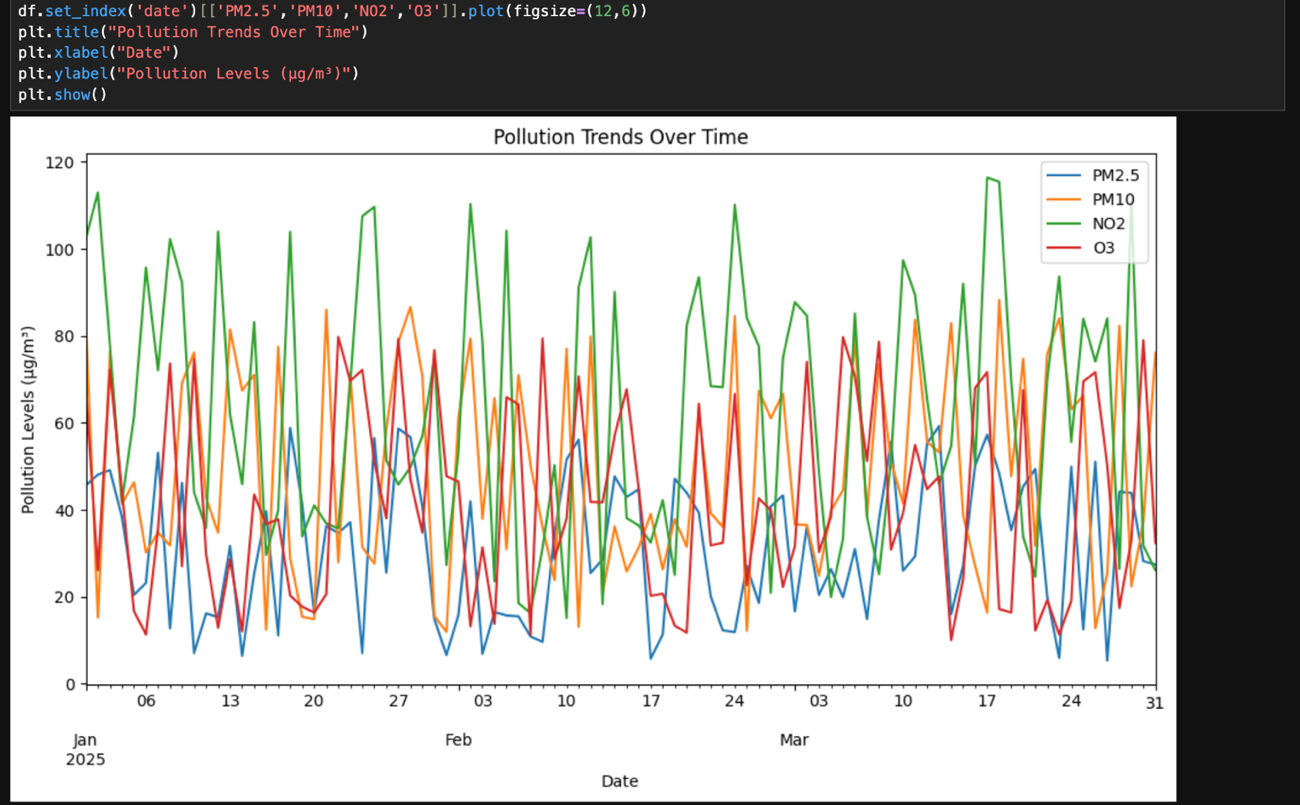 df.set_index('date')[['PM2.5','PM10','NO2','O3']].plot(figsize=(12,6))
plt.title("Pollution Trends Over Time")
plt.xlabel("Date")
plt.ylabel("Pollution Levels (µg/m³)")
plt.show()
Pollution Trends Over Time
PM2.5
PM10
NO2
O3
Pollution Levels (µg/m³)
120
100
80
60
40
20
0
06 13 20 27 03 10 17 24 03 10 17 24 31
Jan Feb Mar
2025
Date